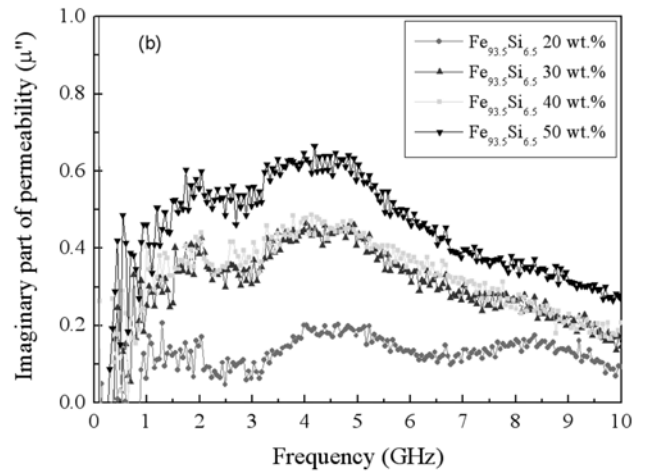 (b)
Fe93.5Si6.5 20 wt.%
Fe93.5Si6.5 30 wt.%
Fe93.5Si6.5 40 wt.%
Fe93.5Si6.5 50 wt.%
Imaginary part of permeability (μ")
1.0
0.8
0.6
0.4
0.2
0.0
0 1 2 3 4 5 6 7 8 9 10
Frequency (GHz)